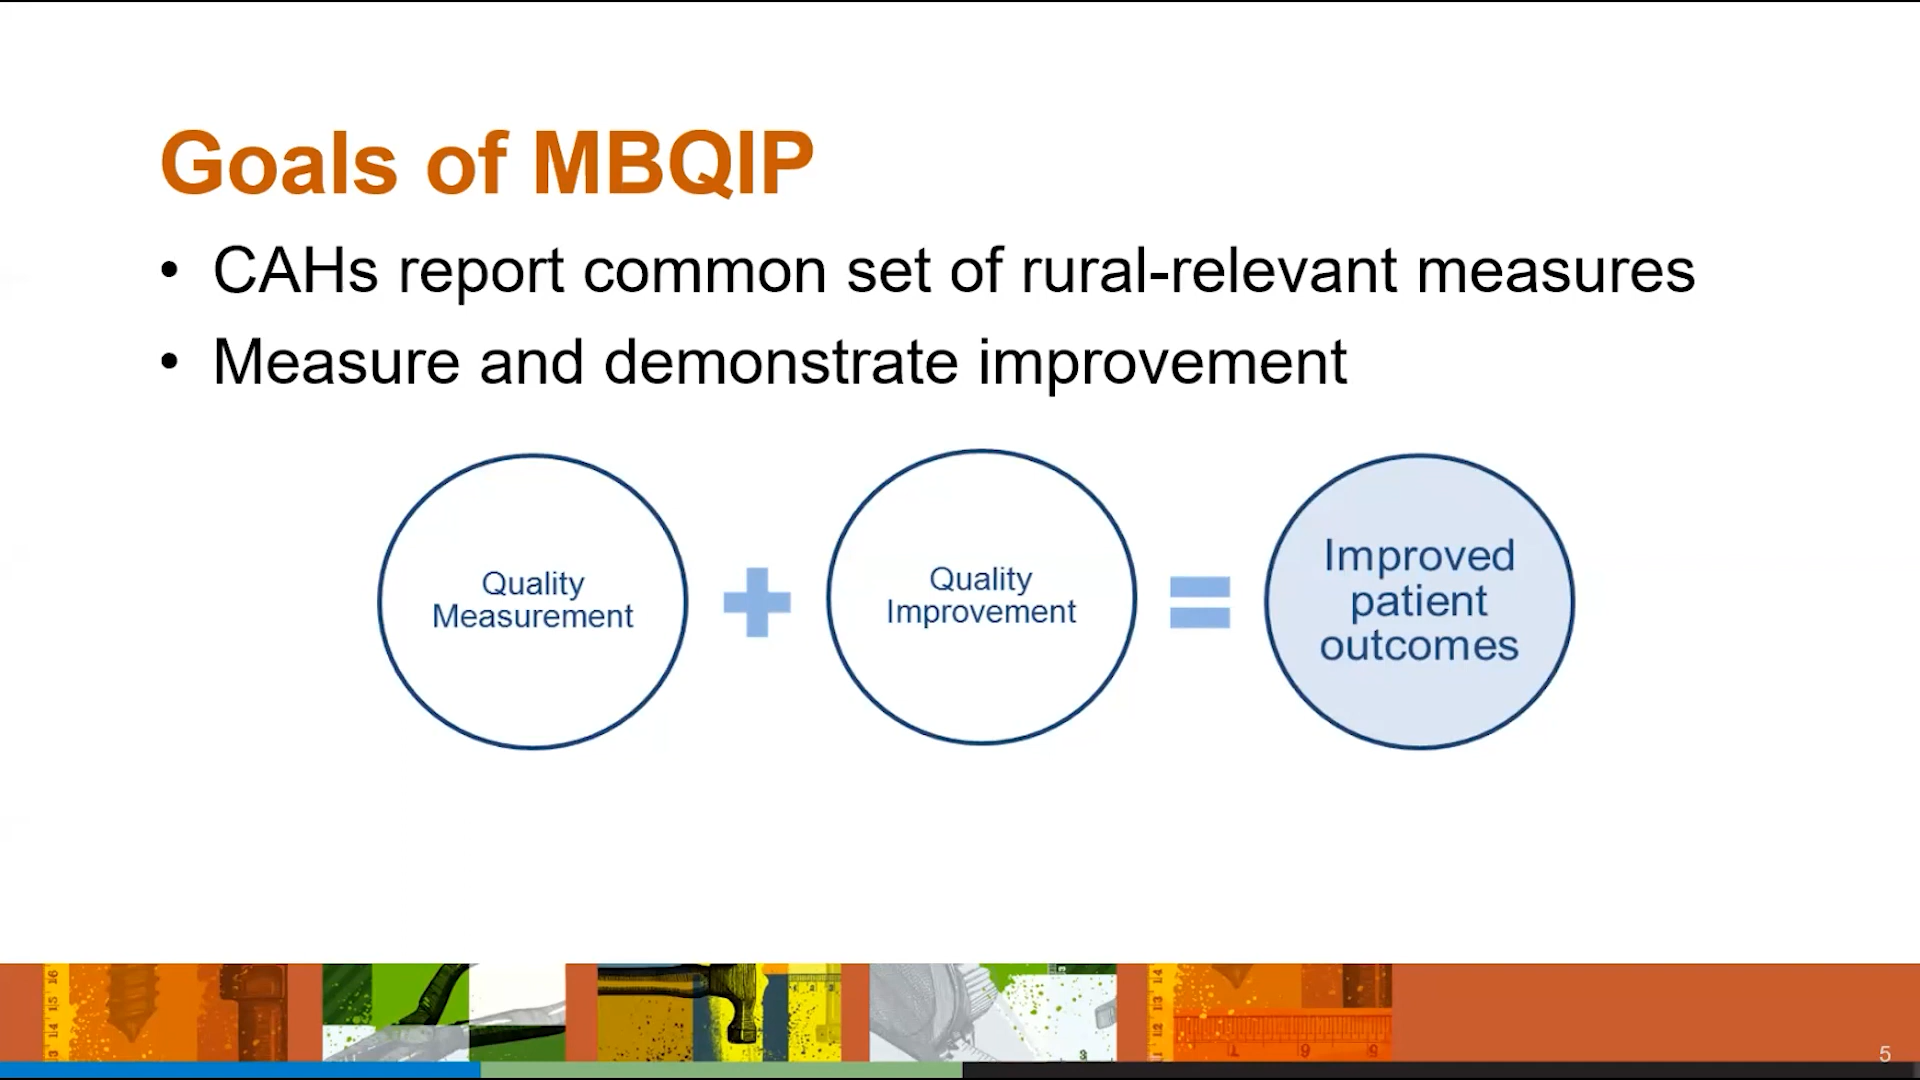 Goals of MBQIP
• CAHs report common set of rural-relevant measures
• Measure and demonstrate improvement
Quality
Measurement
Quality
Improvement
Improved
patient
outcomes
5